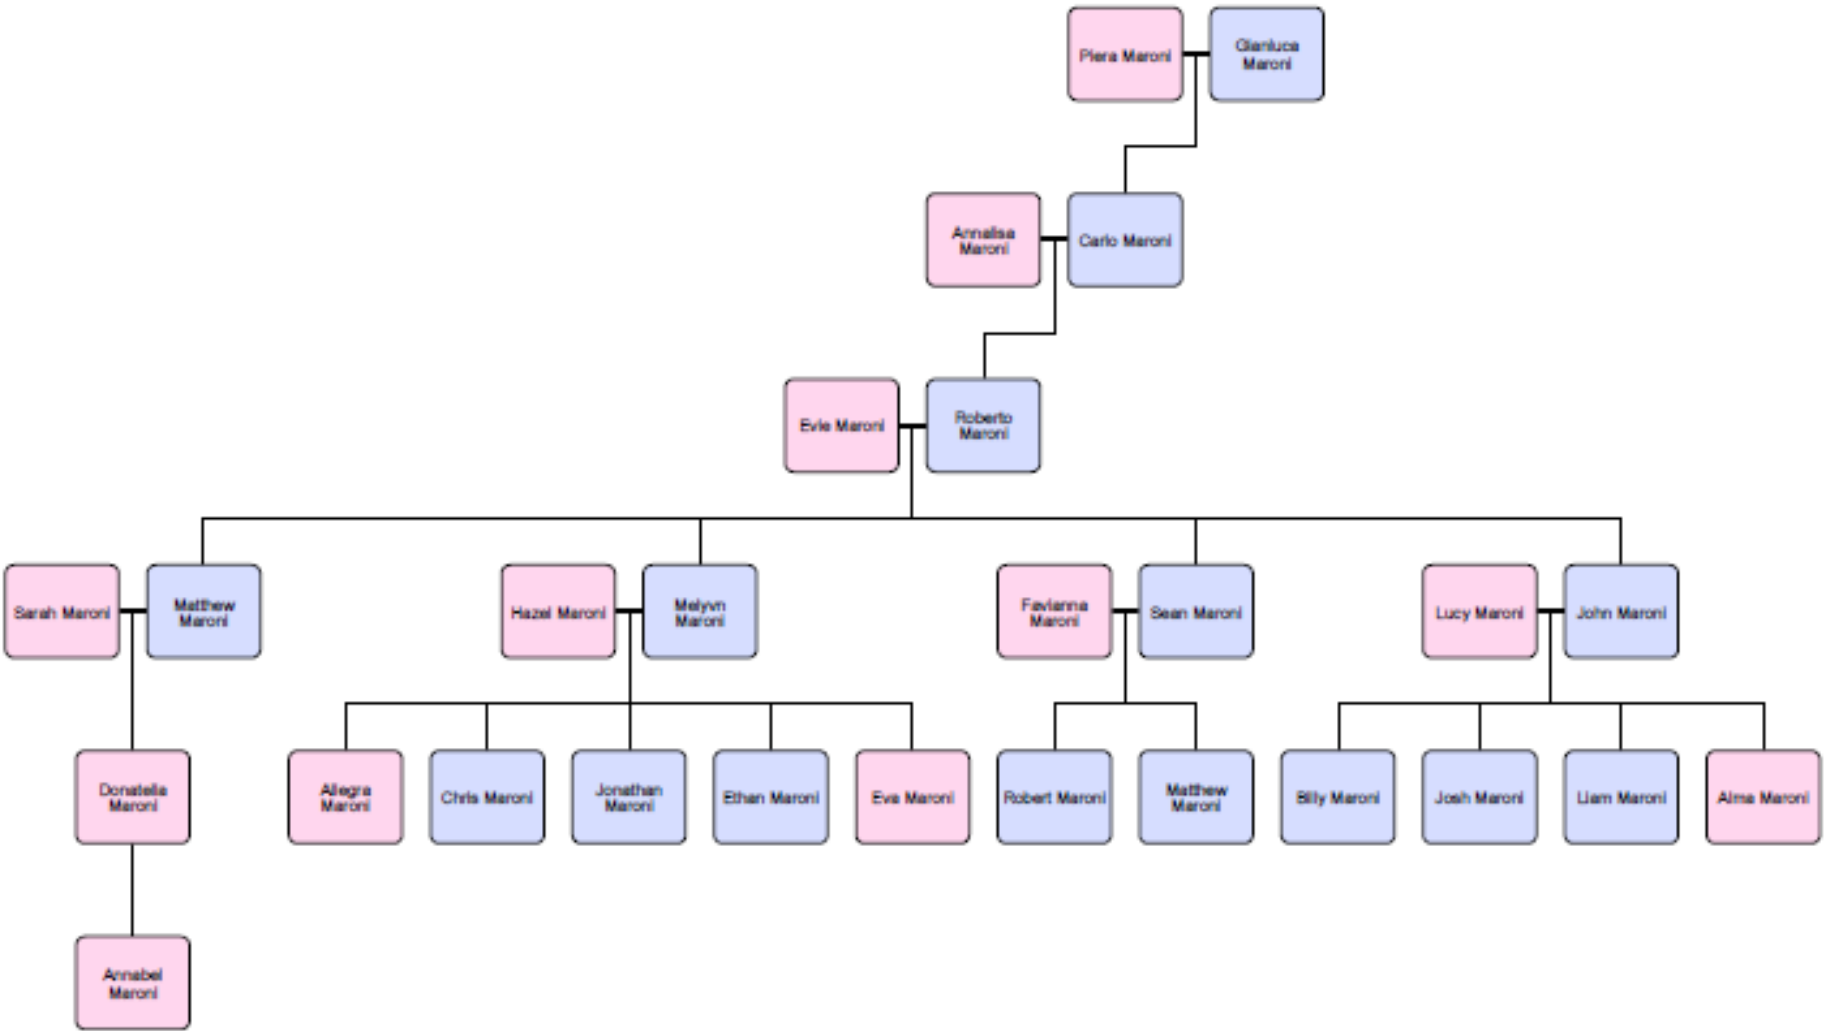 Piera Maroni
Gianluca
Maroni
Annalisa
Maroni
Carlo Maroni
Evie Maroni
Roberto
Maroni
Sarah Maroni
Matthew
Maroni
Hazel Maroni
Melyvn
Maroni
Favianna
Maroni
Sean Maroni
Lucy Maroni
John Maroni
Donatella
Maroni
Allegra
Maroni
Chris Maroni
Jonathan
Maroni
Ethan Maroni
Eva Maroni
Robert Maroni
Matthew
Maroni
Billy Maroni
Josh Maroni
Liam Maroni
Alma Maroni
Annabel
Maroni